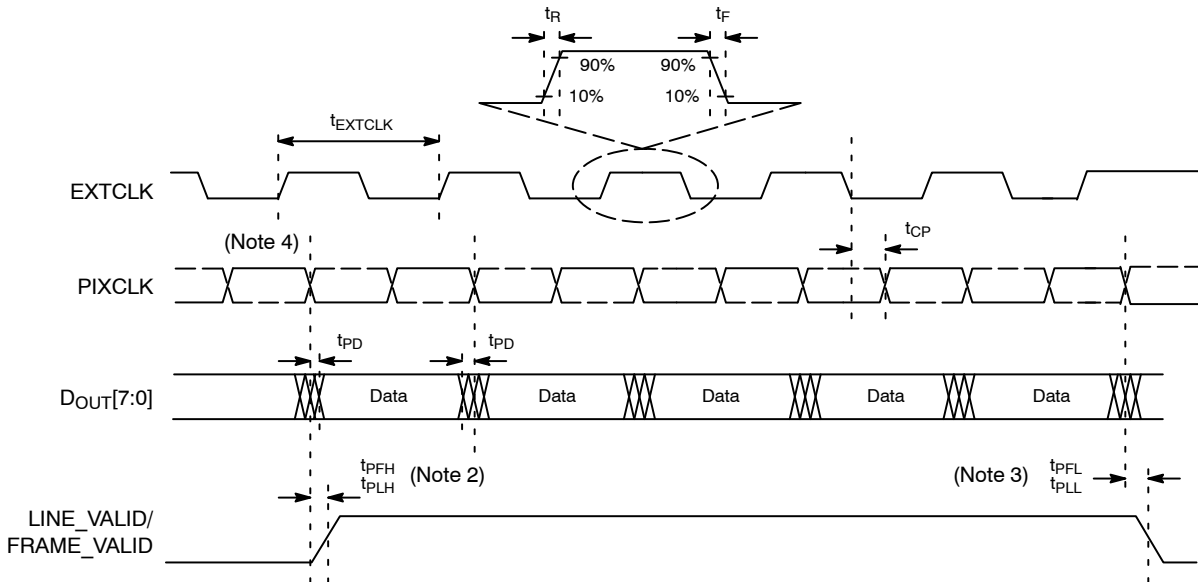 tR tF
90% 90%
10% 10%
tEXTCLK
EXTCLK
tCP
(Note 4)
PIXCLK
tPD tPD
DOUT[7:0] Data Data Data Data Data
tPFH (Note 2) (Note 3) tPFL
tPLH tPLL
LINE_VALID/
FRAME_VALID